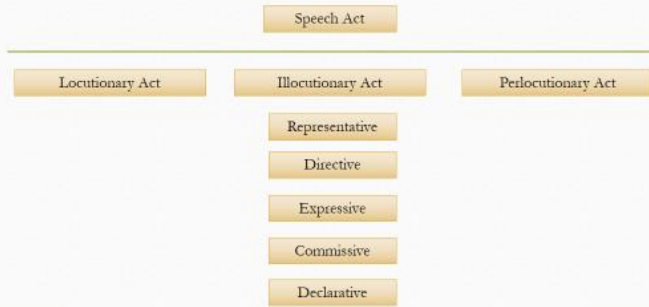 Speech Act
Locutionary Act
Illocutionary Act
Perlocutionary Act
Representative
Directive
Expressive
Commissive
Declarative